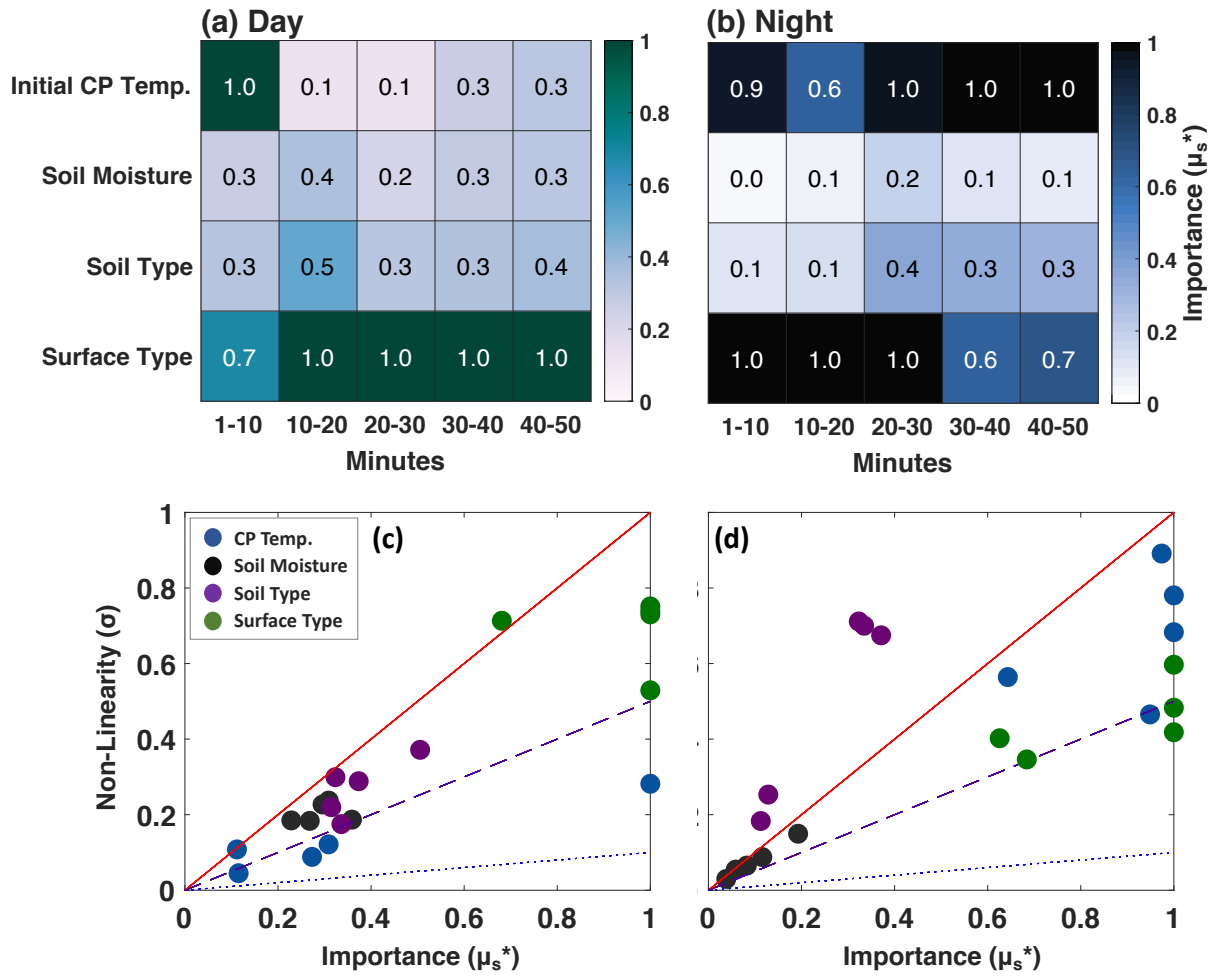 (a) Day
Initial CP Temp. 1.0 0.1 0.1 0.3 0.3
Soil Moisture 0.3 0.4 0.2 0.3 0.3
Soil Type 0.3 0.5 0.3 0.3 0.4
Surface Type 0.7 1.0 1.0 1.0 1.0
1-10 10-20 20-30 30-40 40-50
Minutes
1
0.8
0.6
0.4
0.2
0
(b) Night
0.9 0.6 1.0 1.0 1.0
0.0 0.1 0.2 0.1 0.1
0.1 0.1 0.4 0.3 0.3
1.0 1.0 1.0 0.6 0.7
1-10 10-20 20-30 30-40 40-50
Minutes
1
0.8
0.6
0.4
0.2
0
Importance (μs*)
(c)
CP Temp.
Soil Moisture
Soil Type
Surface Type
Non-Linearity (σ)
1
0.8
0.6
0.4
0.2
0
0 0.2 0.4 0.6 0.8 1
Importance (μs*)
(d)
0 0.2 0.4 0.6 0.8 1
Importance (μs*)